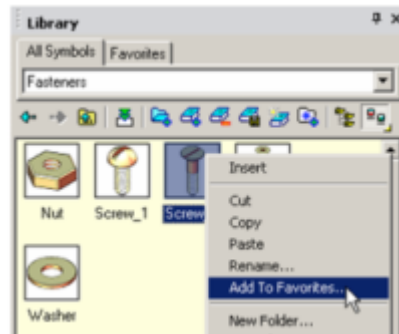 Library
All Symbols Favorites
Fasteners
Nut Screw_1 Screw
Washer
Insert
Cut
Copy
Paste
Rename...
Add To Favorites...
New Folder...